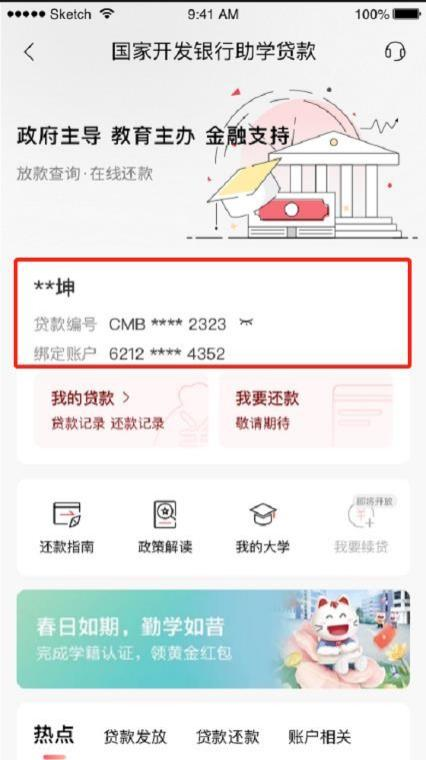 Sketch 9:41 AM 100%
国家开发银行助学贷款
政府主导 教育主办 金融支持
放款查询·在线还款
**坤
贷款编号 CMB **** 2323
绑定账户 6212 **** 4352
我的贷款 >
贷款记录 还款记录
我要还款
敬请期待
即将开放
还款指南 政策解读 我的大学 我要续贷
春日如期，勤学如昔
完成学籍认证，领黄金红包
热点 贷款发放 贷款还款 账户相关